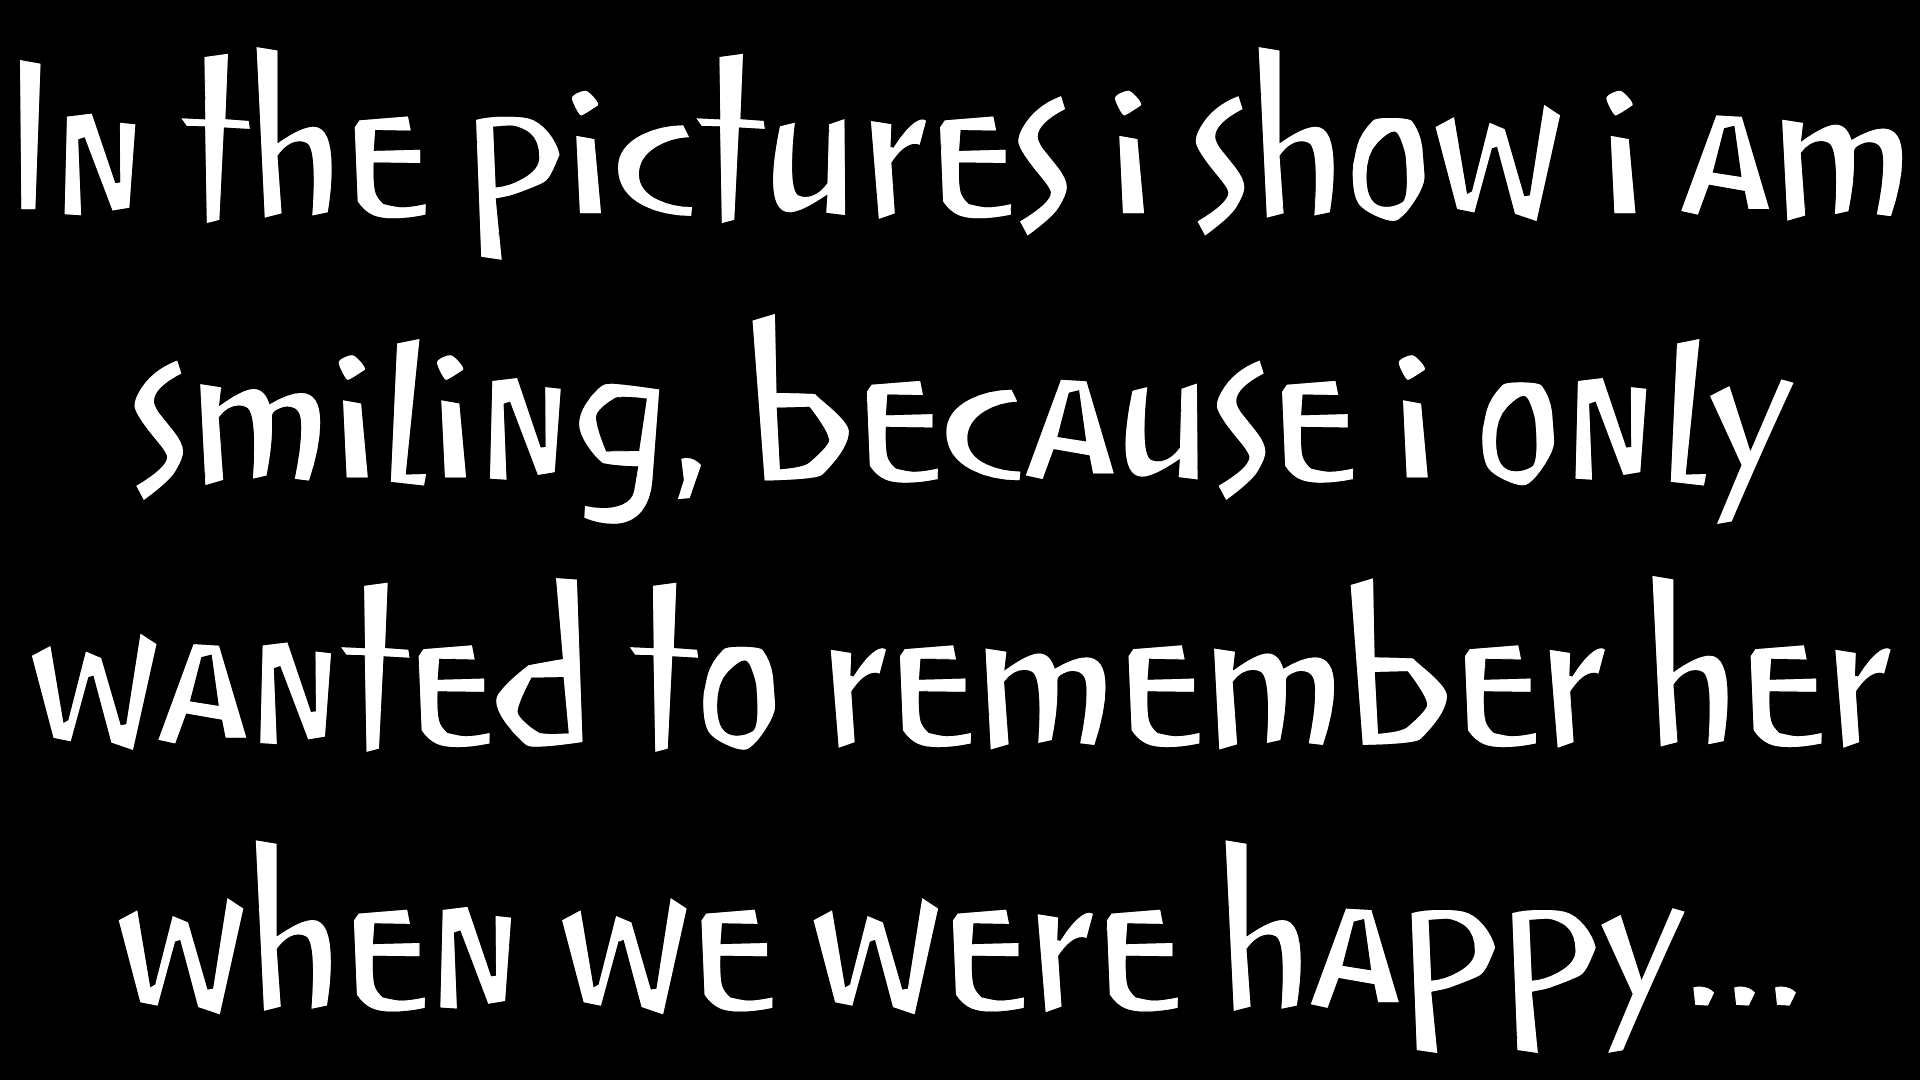 In the pictures i show i am
smiling, because i only
wanted to remember her
when we were happy...